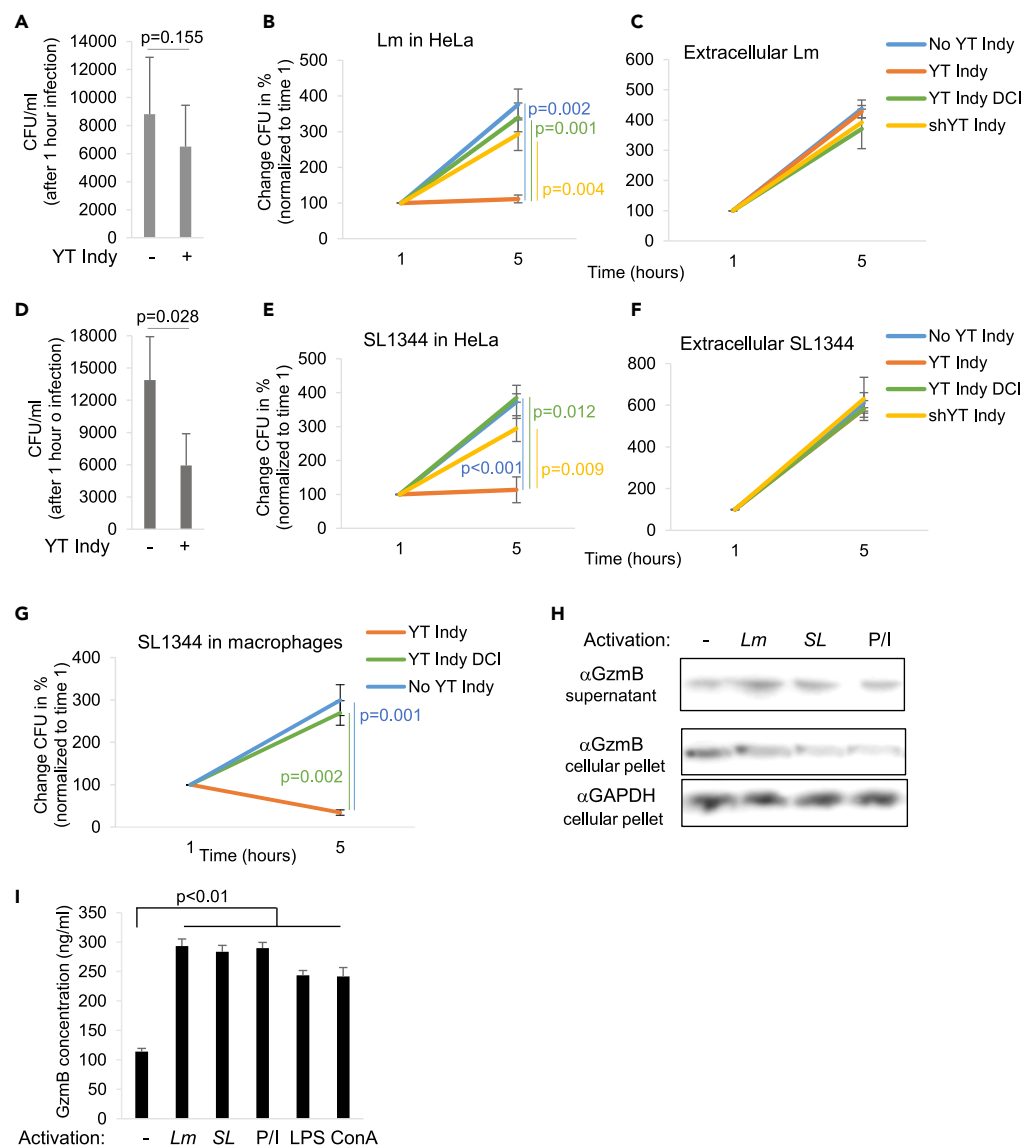 A
p=0.155
14000
12000
10000
8000
6000
4000
2000
0
CFU/ml
(after 1 hour infection)
YT Indy
-
+
B
Lm in HeLa
500
400
300
200
100
0
Change CFU in %
(normalized to time 1)
p=0.002
p=0.001
p=0.004
1
5
C
Extracellular Lm
600
500
400
300
200
100
0
No YT Indy
YT Indy
YT Indy DCI
shYT Indy
Time (hours)
1
5
D
p=0.028
18000
15000
12000
9000
6000
3000
0
CFU/ml
(after 1 hour o infection)
YT Indy
-
+
E
SL1344 in HeLa
500
400
300
200
100
0
Change CFU in %
(normalized to time 1)
p=0.012
p<0.001
p=0.009
1
5
F
Extracellular SL1344
800
600
400
200
0
No YT Indy
YT Indy
YT Indy DCI
shYT Indy
Time (hours)
1
5
G
SL1344 in macrophages
400
300
200
100
0
Change CFU in %
(normalized to time 1)
YT Indy
YT Indy DCI
No YT Indy
p=0.001
p=0.002
1
Time (hours)
5
H
Activation: - Lm SL P/I
αGzmB
supernatant
αGzmB
cellular pellet
αGAPDH
cellular pellet
I
p<0.01
350
300
250
200
150
100
50
0
GzmB concentration (ng/ml)
Activation: - Lm SL P/I LPS ConA